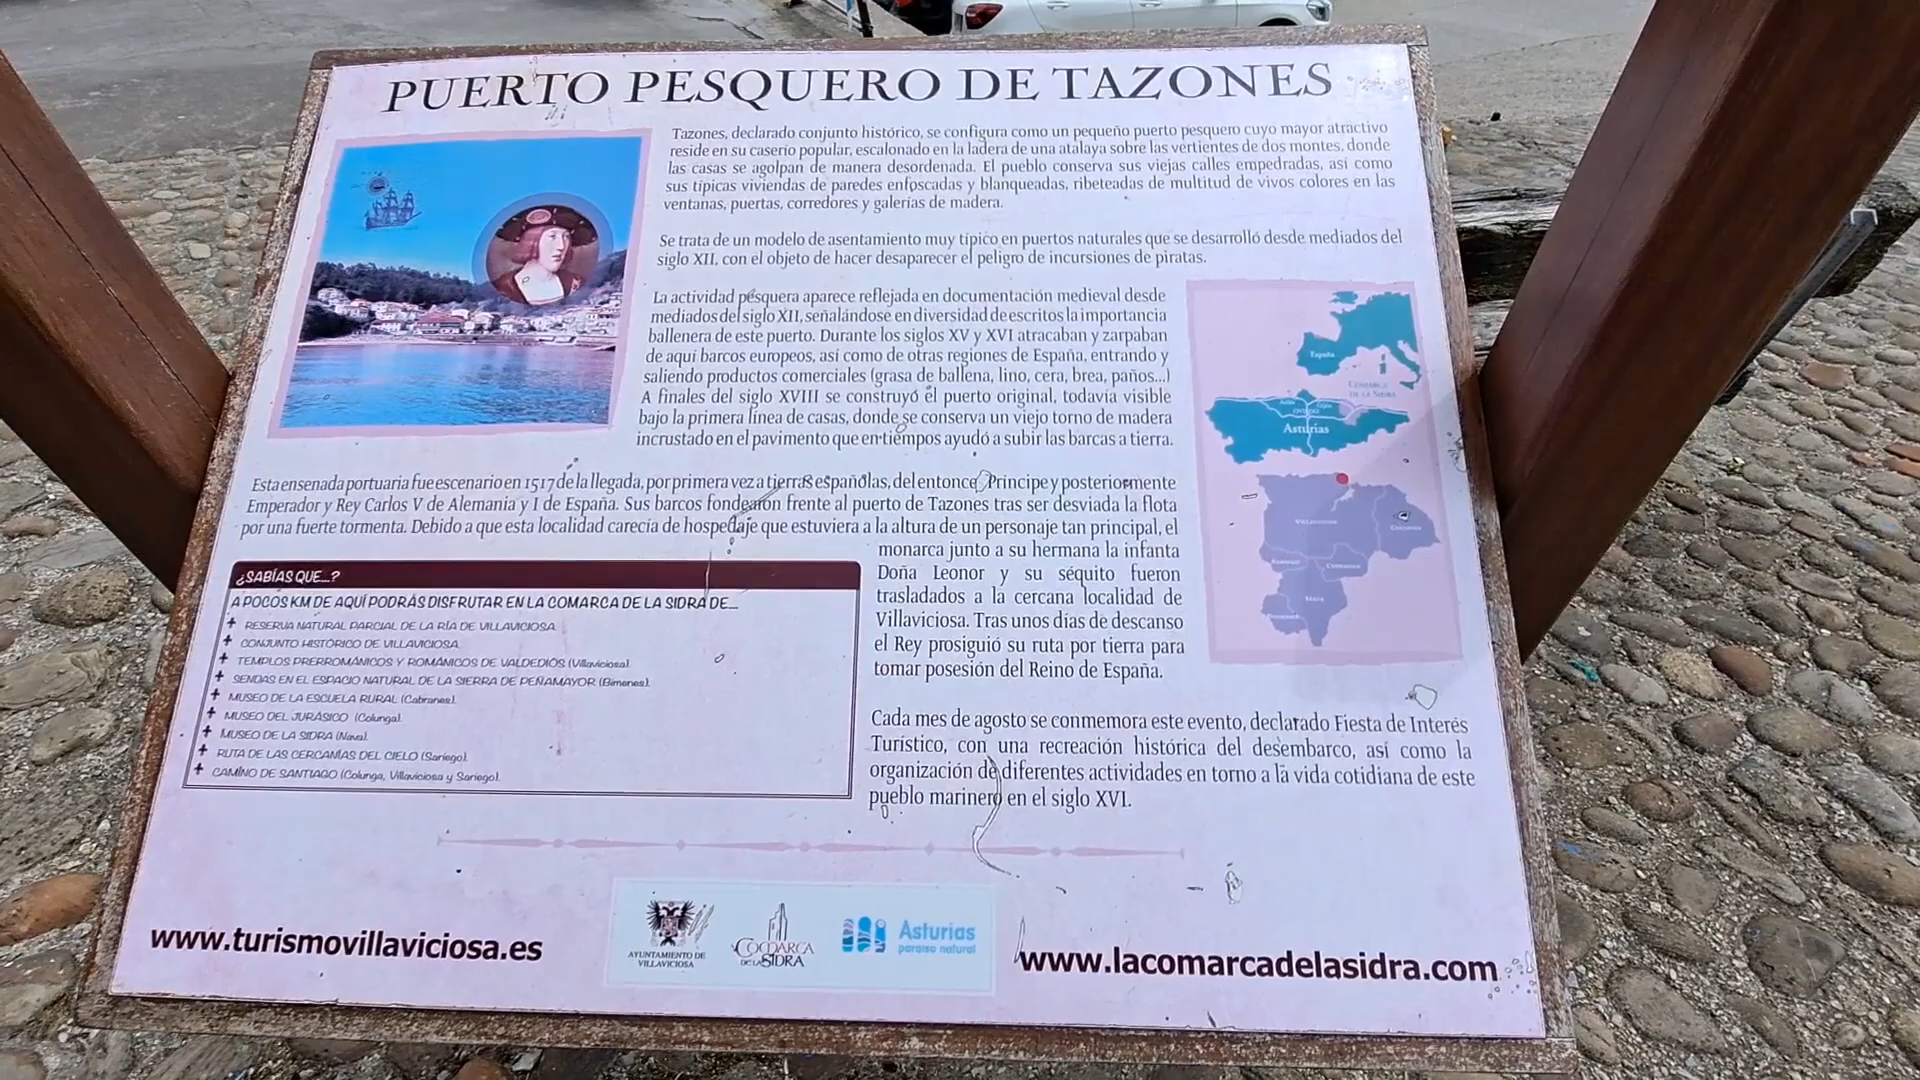 PUERTO PESQUERO DE TAZONES
Tazones, declarado conjunto histórico, se configura como un pequeño puerto pesquero cuyo mayor atractivo
reside en su caserío popular, escalonado en la ladera de una atalaya sobre las vertientes de dos montes, donde
las casas se agolpan de manera desordenada. El pueblo conserva sus viejas calles empedradas, así como
sus típicas viviendas de paredes enfoscadas y blanqueadas, ribeteadas de multitud de vivos colores en las
ventanas, puertas, corredores y galerías de madera.
Se trata de un modelo de asentamiento muy típico en puertos naturales que se desarrolló desde mediados del
siglo XII, con el objeto de hacer desaparecer el peligro de incursiones de piratas.
La actividad pesquera aparece reflejada en documentación medieval desde
mediados del siglo XII, señalándose en diversidad de escritos la importancia
ballenera de este puerto. Durante los siglos XV y XVI atracaban y zarpaban
de aquí barcos europeos, así como de otras regiones de España, entrando y
saliendo productos comerciales (grasa de ballena, lino, cera, brea, paños...)
A finales del siglo XVIII se construyó el puerto original, todavía visible
bajo la primera línea de casas, donde se conserva un viejo torno de madera
incrustado en el pavimento que en tiempos ayudó a subir las barcas a tierra.
Esta ensenada portuaria fue escenario en 1517 de la llegada, por primera vez a tierras españolas, del entonce Príncipe y posteriormente
Emperador y Rey Carlos V de Alemania y I de España. Sus barcos fondearon frente al puerto de Tazones tras ser desviada la flota
por una fuerte tormenta. Debido a que esta localidad carecía de hospedaje que estuviera a la altura de un personaje tan principal, el
monarca junto a su hermana la infanta
Doña Leonor y su séquito fueron
trasladados a la cercana localidad de
Villaviciosa. Tras unos días de descanso
el Rey prosiguió su ruta por tierra para
tomar posesión del Reino de España.
Cada mes de agosto se conmemora este evento, declarado Fiesta de Interés
Turístico, con una recreación histórica del desembarco, así como la
organización de diferentes actividades en torno a la vida cotidiana de este
pueblo marinero en el siglo XVI.
¿SABÍAS QUE...?
A POCOS KM DE AQUÍ PODRÁS DISFRUTAR EN LA COMARCA DE LA SIDRA DE...
RESERVA NATURAL PARCIAL DE LA RÍA DE VILLAVICIOSA.
CONJUNTO HISTÓRICO DE VILLAVICIOSA.
TEMPLOS PRERROMÁNICOS Y ROMÁNICOS DE VALDEDIÓS (Villaviciosa).
SENDAS EN EL ESPACIO NATURAL DE LA SIERRA DE PEÑAMAYOR (Bimenes).
MUSEO DE LA ESCUELA RURAL (Cabranes).
MUSEO DEL JURÁSICO (Colunga).
MUSEO DE LA SIDRA (Nava).
RUTA DE LAS CERCANÍAS DEL CIELO (Sariego).
CAMINO DE SANTIAGO (Colunga, Villaviciosa y Sariego).
España
COMARCA
DE LA SIDRA
OVIEDO
Asturias
VILLAVICIOSA
COLUNGA
SARIEGO
CABRANES
NAVA
BIMENES
www.turismovillaviciosa.es
AYUNTAMIENTO DE
VILLAVICIOSA
COMARCA
DE LA SIDRA
Asturias
paraíso natural
www.lacomarcadelasidra.com